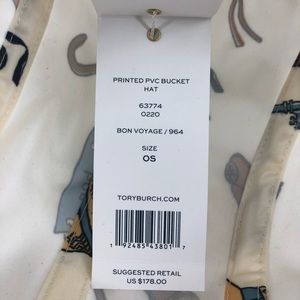 PRINTED PVC BUCKET
HAT
63774
0220
BON VOYAGE / 964
SIZE
OS
TORYBURCH.COM
1 92485 43801 7
SUGGESTED RETAIL
US $178.00